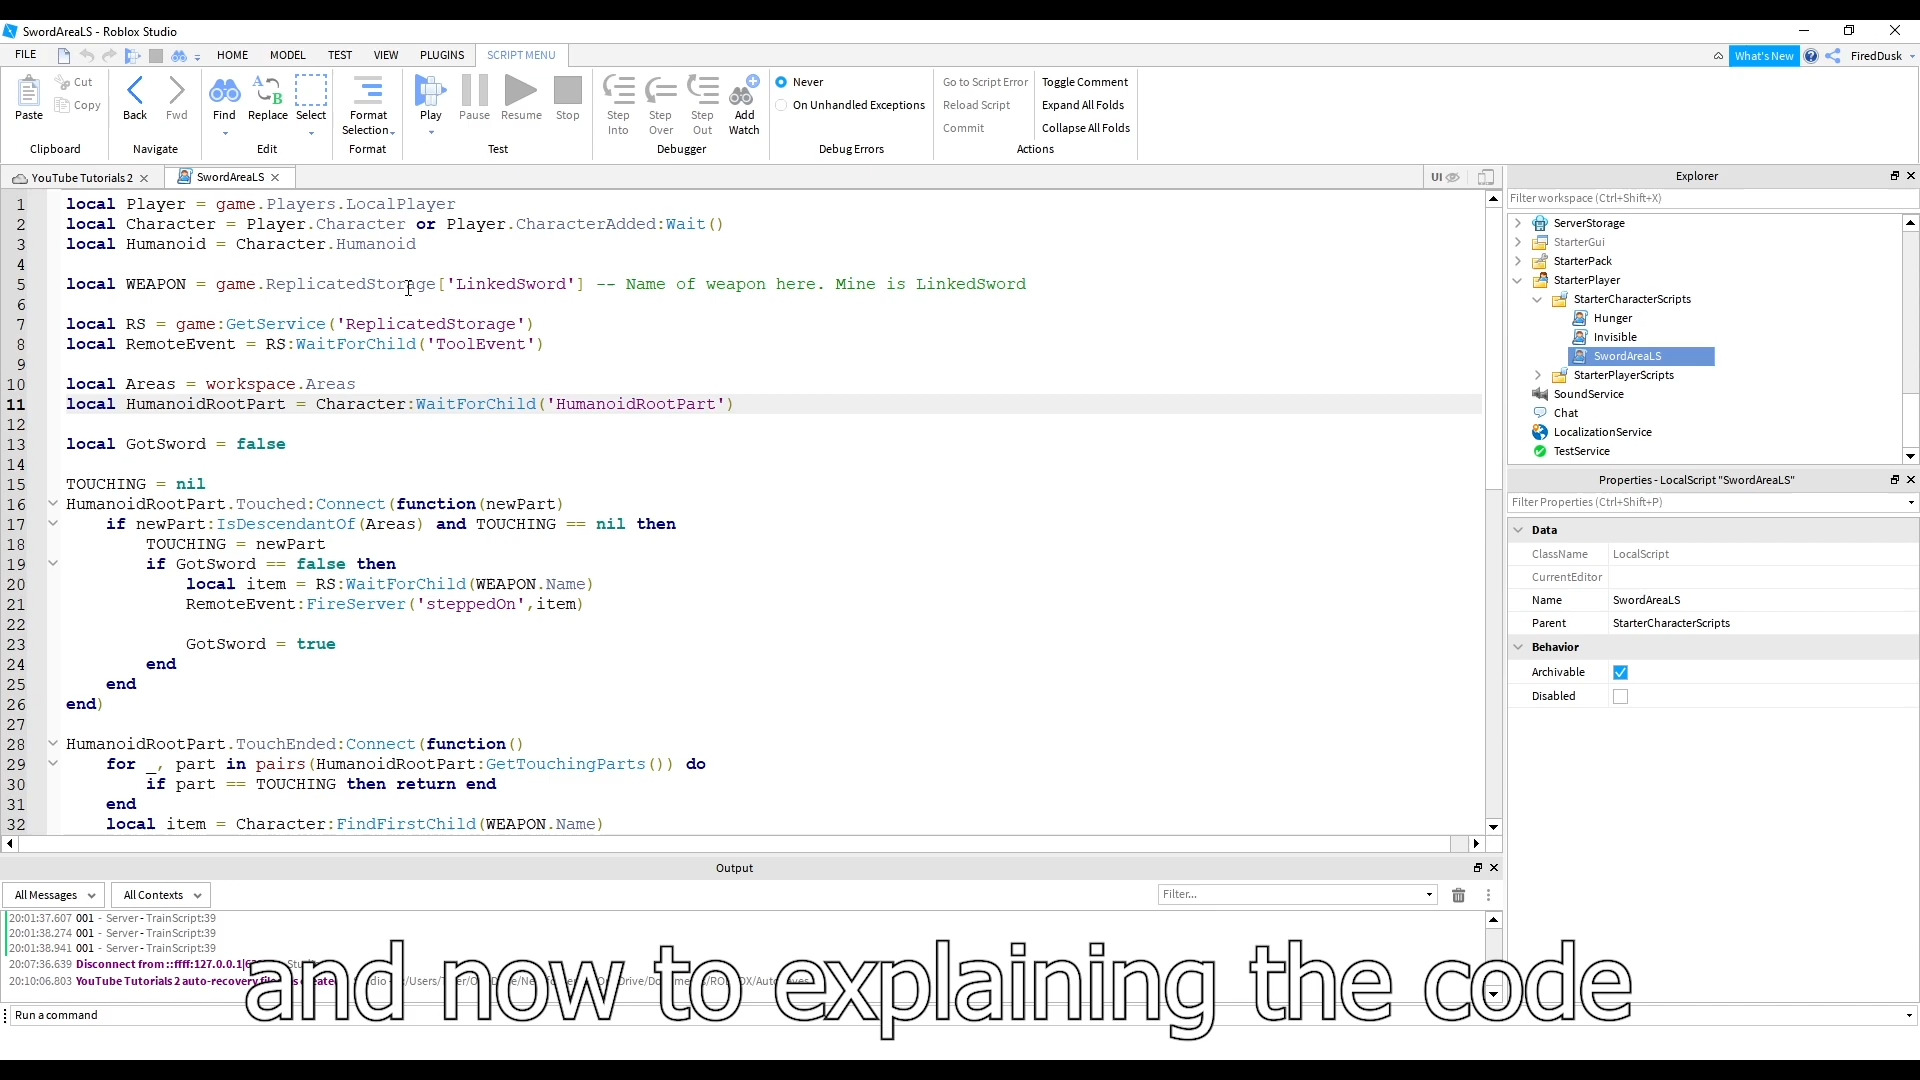 SwordAreaLS - Roblox Studio
FILE HOME MODEL TEST VIEW PLUGINS SCRIPT MENU What's New FiredDusk
Paste Cut Copy Clipboard
Back Fwd Navigate
Find Replace Select Edit
Format Selection Format
Play Pause Resume Stop Test
Step Into Step Over Step Out Add Watch Debugger
Never
On Unhandled Exceptions
Debug Errors
Go to Script Error Toggle Comment
Reload Script Expand All Folds
Commit Collapse All Folds
Actions
YouTube Tutorials 2 SwordAreaLS UI
1 local Player = game.Players.LocalPlayer
2 local Character = Player.Character or Player.CharacterAdded:Wait()
3 local Humanoid = Character.Humanoid
4
5 local WEAPON = game.ReplicatedStorage['LinkedSword'] -- Name of weapon here. Mine is LinkedSword
6
7 local RS = game:GetService('ReplicatedStorage')
8 local RemoteEvent = RS:WaitForChild('ToolEvent')
9
10 local Areas = workspace.Areas
11 local HumanoidRootPart = Character:WaitForChild('HumanoidRootPart')
12
13 local GotSword = false
14
15 TOUCHING = nil
16 HumanoidRootPart.Touched:Connect(function(newPart)
17 if newPart:IsDescendantOf(Areas) and TOUCHING == nil then
18 TOUCHING = newPart
19 if GotSword == false then
20 local item = RS:WaitForChild(WEAPON.Name)
21 RemoteEvent:FireServer('steppedOn',item)
22
23 GotSword = true
24 end
25 end
26 end)
27
28 HumanoidRootPart.TouchEnded:Connect(function()
29 for _, part in pairs(HumanoidRootPart:GetTouchingParts()) do
30 if part == TOUCHING then return end
31 end
32 local item = Character:FindFirstChild(WEAPON.Name)
Explorer
Filter workspace (Ctrl+Shift+X)
ServerStorage
StarterGui
StarterPack
StarterPlayer
StarterCharacterScripts
Hunger
Invisible
SwordAreaLS
StarterPlayerScripts
SoundService
Chat
LocalizationService
TestService
Properties - LocalScript "SwordAreaLS"
Filter Properties (Ctrl+Shift+P)
Data
ClassName LocalScript
CurrentEditor
Name SwordAreaLS
Parent StarterCharacterScripts
Behavior
Archivable
Disabled
Output
All Messages All Contexts Filter...
20:01:37.607 001 - Server - TrainScript:39
20:01:38.274 001 - Server - TrainScript:39
20:01:38.941 001 - Server - TrainScript:39
20:07:36.639 Disconnect from ::ffff:127.0.0.1
20:10:06.803 YouTube Tutorials 2 auto-recovery
and now to explaining the code
Run a command